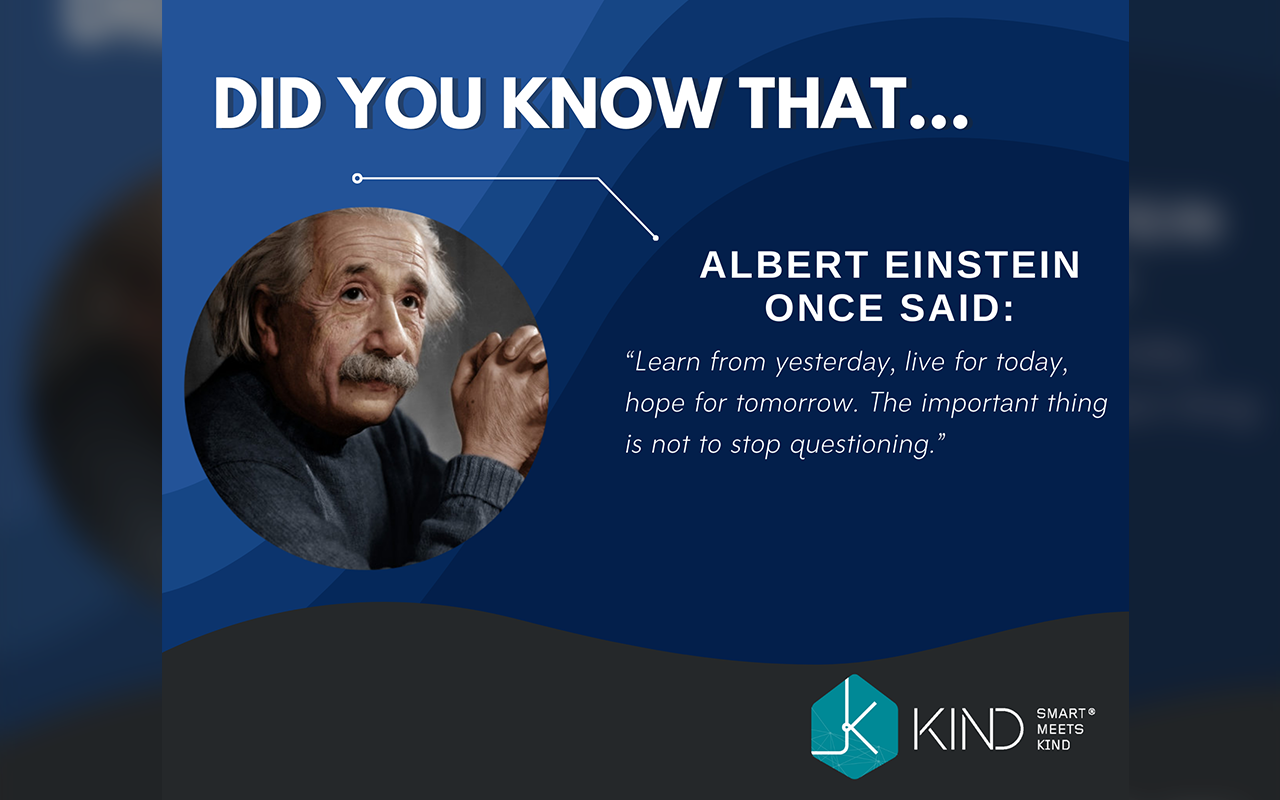 DID YOU KNOW THAT...
ALBERT EINSTEIN
ONCE SAID:
“Learn from yesterday, live for today,
hope for tomorrow. The important thing
is not to stop questioning.”
KIND
SMART®
MEETS
KIND